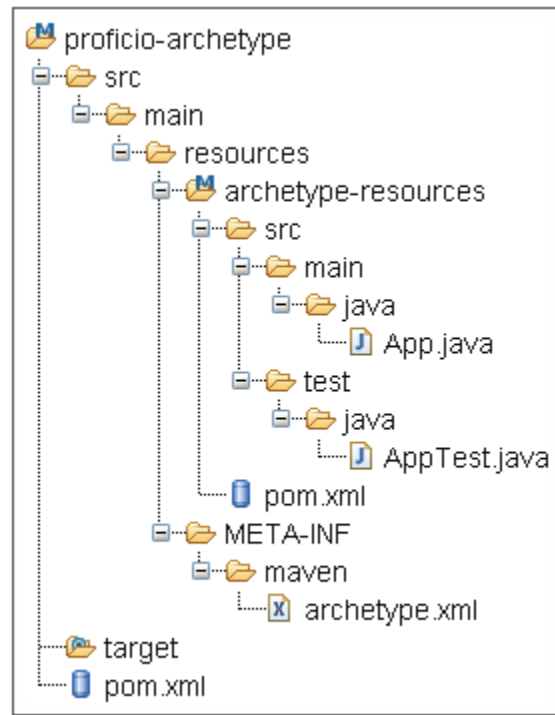 proficio-archetype
src
main
resources
archetype-resources
src
main
java
App.java
test
java
AppTest.java
pom.xml
META-INF
maven
archetype.xml
target
pom.xml